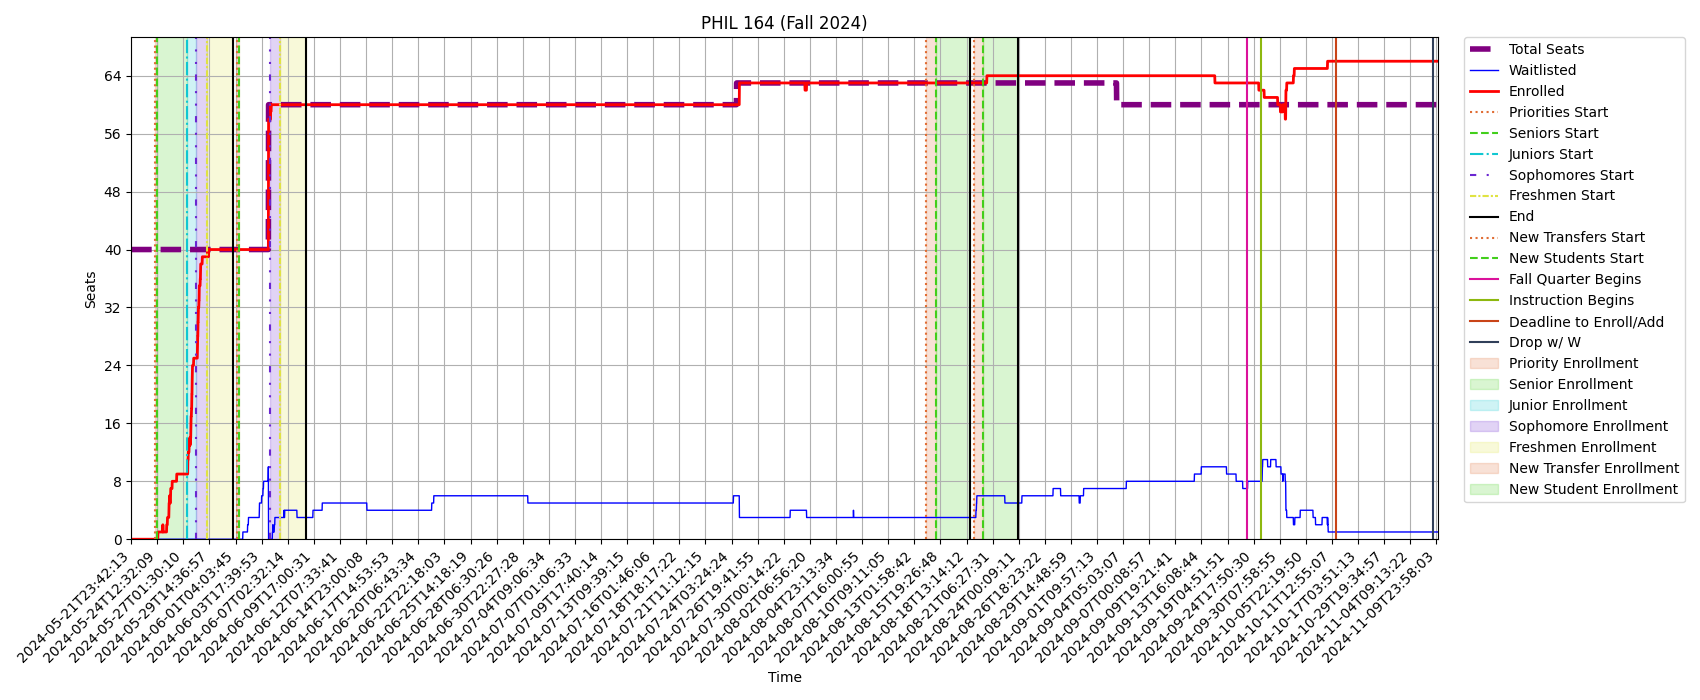 PHIL 164 (Fall 2024)
Seats
64
56
48
40
32
24
16
8
0
2024-05-21T23:42:13
2024-05-24T12:32:09
2024-05-27T01:30:10
2024-05-29T14:36:57
2024-06-01T04:03:45
2024-06-03T17:39:53
2024-06-07T02:32:14
2024-06-09T17:00:31
2024-06-12T07:33:41
2024-06-14T23:00:08
2024-06-17T14:53:53
2024-06-20T06:43:34
2024-06-22T22:18:03
2024-06-25T14:18:19
2024-06-28T06:30:26
2024-06-30T22:27:28
2024-07-04T09:06:34
2024-07-07T01:06:33
2024-07-09T17:40:14
2024-07-13T09:39:15
2024-07-16T01:46:06
2024-07-18T18:17:22
2024-07-21T11:12:15
2024-07-24T03:24:24
2024-07-26T19:41:55
2024-07-30T00:14:22
2024-08-02T06:56:20
2024-08-04T23:13:34
2024-08-07T16:00:55
2024-08-10T09:11:05
2024-08-13T01:58:42
2024-08-15T19:26:48
2024-08-18T13:14:12
2024-08-21T06:27:31
2024-08-24T00:09:11
2024-08-26T18:23:22
2024-08-29T14:48:59
2024-09-01T09:57:13
2024-09-04T05:03:07
2024-09-07T00:08:57
2024-09-09T19:21:41
2024-09-13T16:08:44
2024-09-19T04:51:51
2024-09-24T17:50:30
2024-09-30T07:58:55
2024-10-05T22:19:50
2024-10-11T12:55:07
2024-10-17T03:51:13
2024-10-29T19:34:57
2024-11-04T09:13:22
2024-11-09T23:58:03
Time
Total Seats
Waitlisted
Enrolled
Priorities Start
Seniors Start
Juniors Start
Sophomores Start
Freshmen Start
End
New Transfers Start
New Students Start
Fall Quarter Begins
Instruction Begins
Deadline to Enroll/Add
Drop w/ W
Priority Enrollment
Senior Enrollment
Junior Enrollment
Sophomore Enrollment
Freshmen Enrollment
New Transfer Enrollment
New Student Enrollment